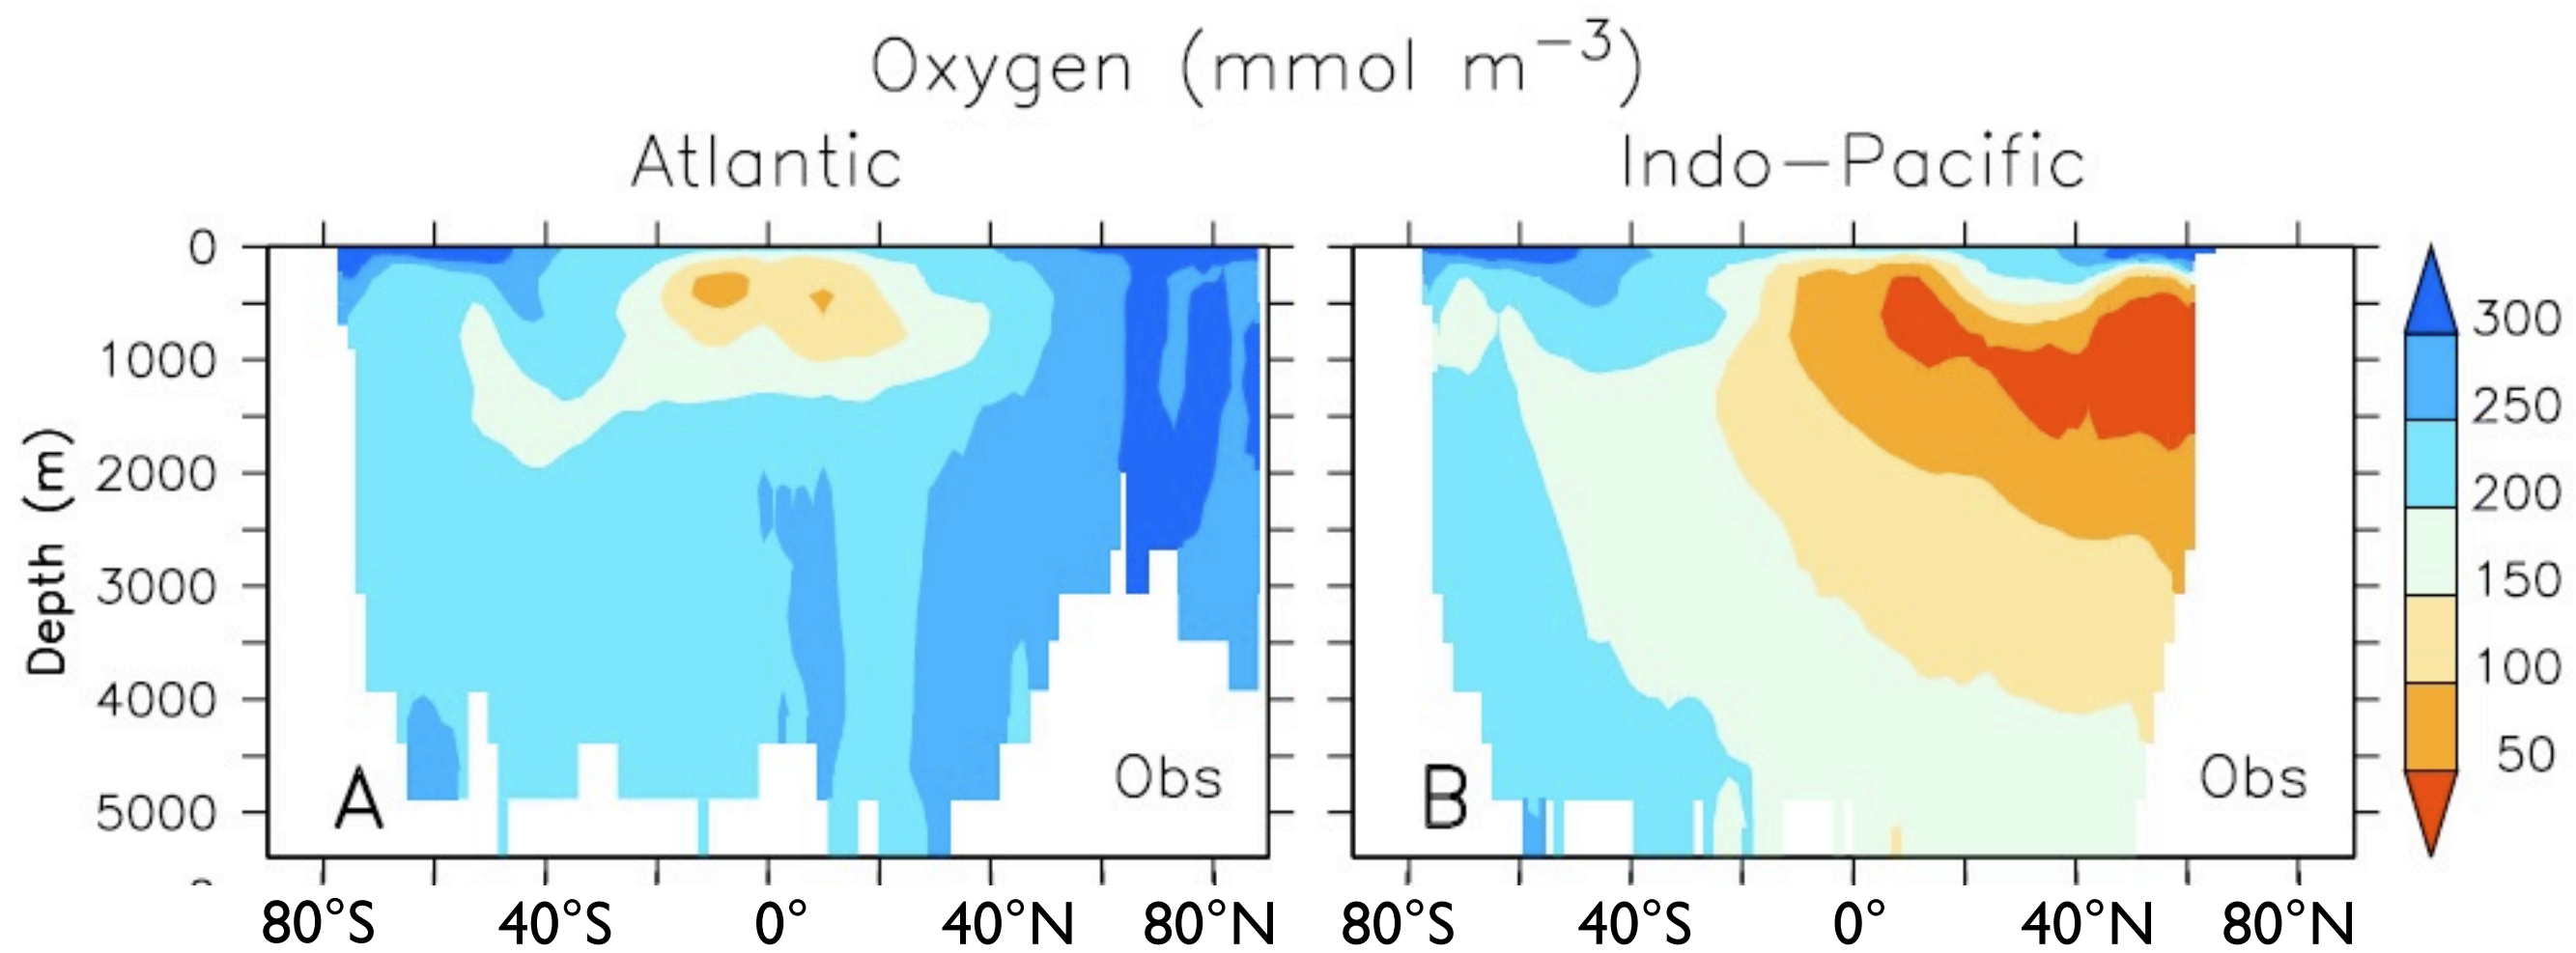 Oxygen (mmol m−3)
Atlantic
Indo−Pacific
Depth (m)
0
1000
2000
3000
4000
5000
A
Obs
B
Obs
300
250
200
150
100
50
80°S 40°S 0° 40°N 80°N
80°S 40°S 0° 40°N 80°N